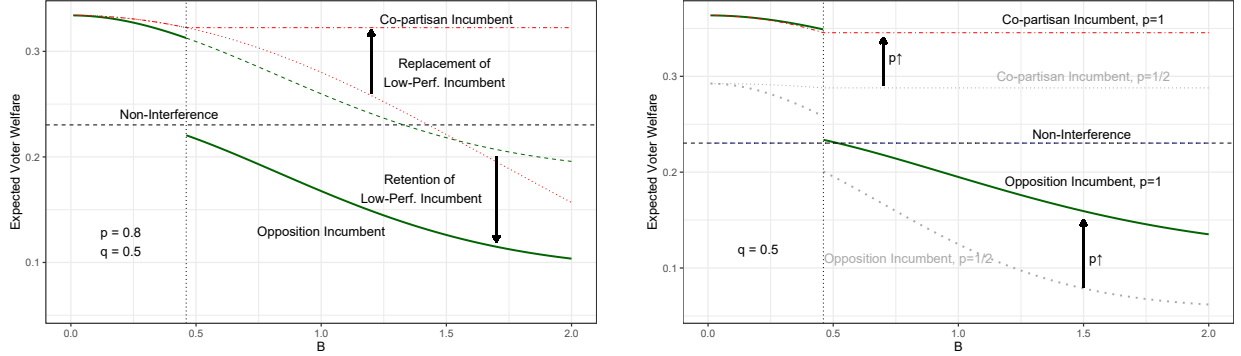 Co-partisan Incumbent
Replacement of
Low-Perf. Incumbent
Non-Interference
Retention of
Low-Perf. Incumbent
Opposition Incumbent
p = 0.8
q = 0.5
Expected Voter Welfare
0.3
0.2
0.1
0.0
0.5
1.0
1.5
2.0
B
Co-partisan Incumbent, p=1
p↑
Co-partisan Incumbent, p=1/2
Non-Interference
Opposition Incumbent, p=1
q = 0.5
Opposition Incumbent, p=1/2
p↑
Expected Voter Welfare
0.3
0.2
0.1
0.0
0.5
1.0
1.5
2.0
B